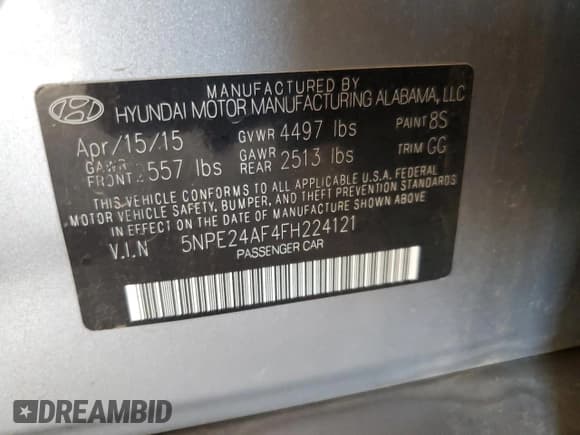 MANUFACTURED BY
HYUNDAI MOTOR MANUFACTURING ALABAMA, LLC
Apr/15/15 GVWR 4497 lbs PAINT 8S
GAWR FRONT 2557 lbs GAWR REAR 2513 lbs TRIM GG
THIS VEHICLE CONFORMS TO ALL APPLICABLE U.S.A. FEDERAL
MOTOR VEHICLE SAFETY, BUMPER, AND THEFT PREVENTION STANDARDS
IN EFFECT ON THE DATE OF MANUFACTURE SHOWN ABOVE.
V.I.N 5NPE24AF4FH224121
PASSENGER CAR
DREAMBID